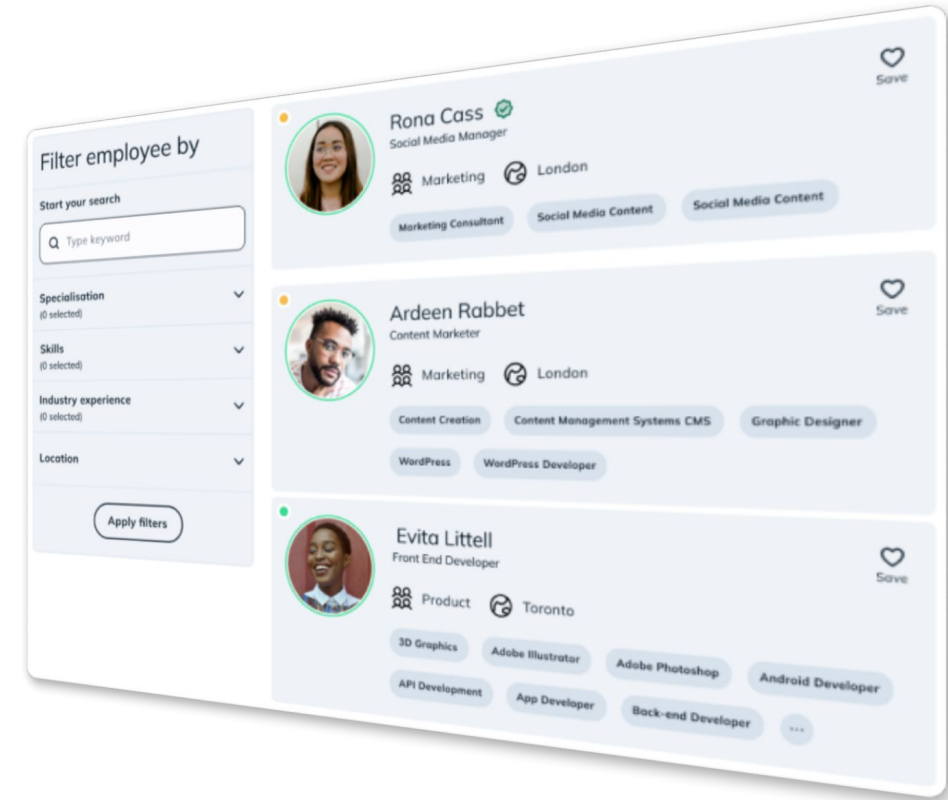 Filter employee by
Start your search
Type keyword
Specialisation
(0 selected)
Skills
(0 selected)
Industry experience
(0 selected)
Location
Apply filters
Rona Cass
Social Media Manager
Marketing London
Marketing Consultant Social Media Content Social Media Content
Save
Ardeen Rabbet
Content Marketer
Marketing London
Content Creation Content Management Systems CMS Graphic Designer
WordPress WordPress Developer
Save
Evita Littell
Front End Developer
Product Toronto
3D Graphics Adobe Illustrator Adobe Photoshop Android Developer
API Development App Developer Back-end Developer ...
Save